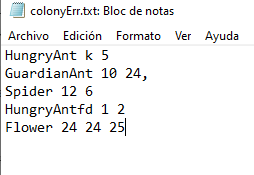 colonyErr.txt: Bloc de notas
Archivo Edición Formato Ver Ayuda
HungryAnt k 5
GuardianAnt 10 24,
Spider 12 6
HungryAntfd 1 2
Flower 24 24 25